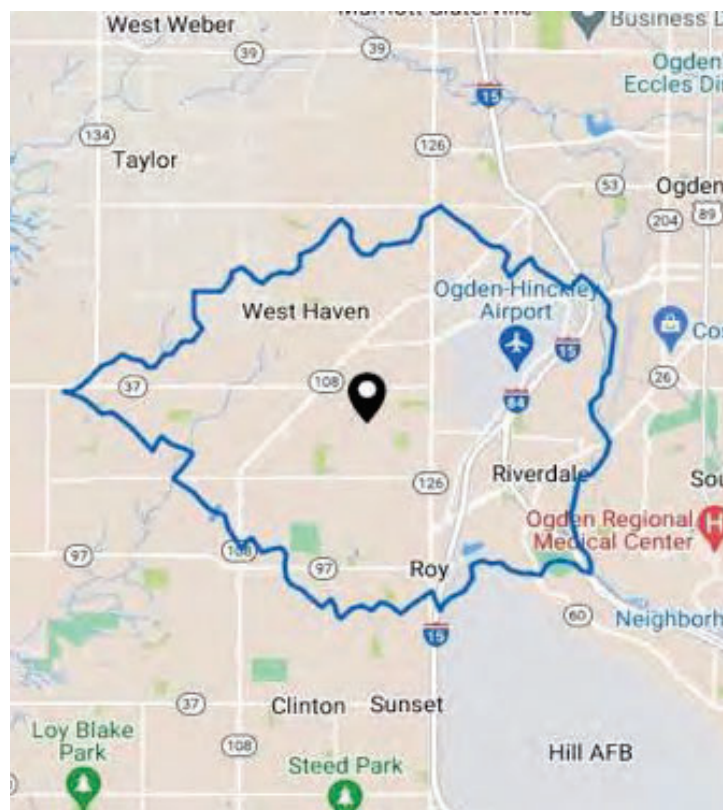 West Weber
Business D
39
39
Ogden
Eccles Di
15
134
126
Taylor
53
Ogde
204
89
West Haven
Ogden-Hinckley
Airport
Cos
15
37
108
26
84
126
Riverdale
Sou
Ogden Regional
Medical Center
97
108
97
Roy
60
Neighborh
15
37
Clinton
Sunset
108
Loy Blake
Park
Steed Park
Hill AFB